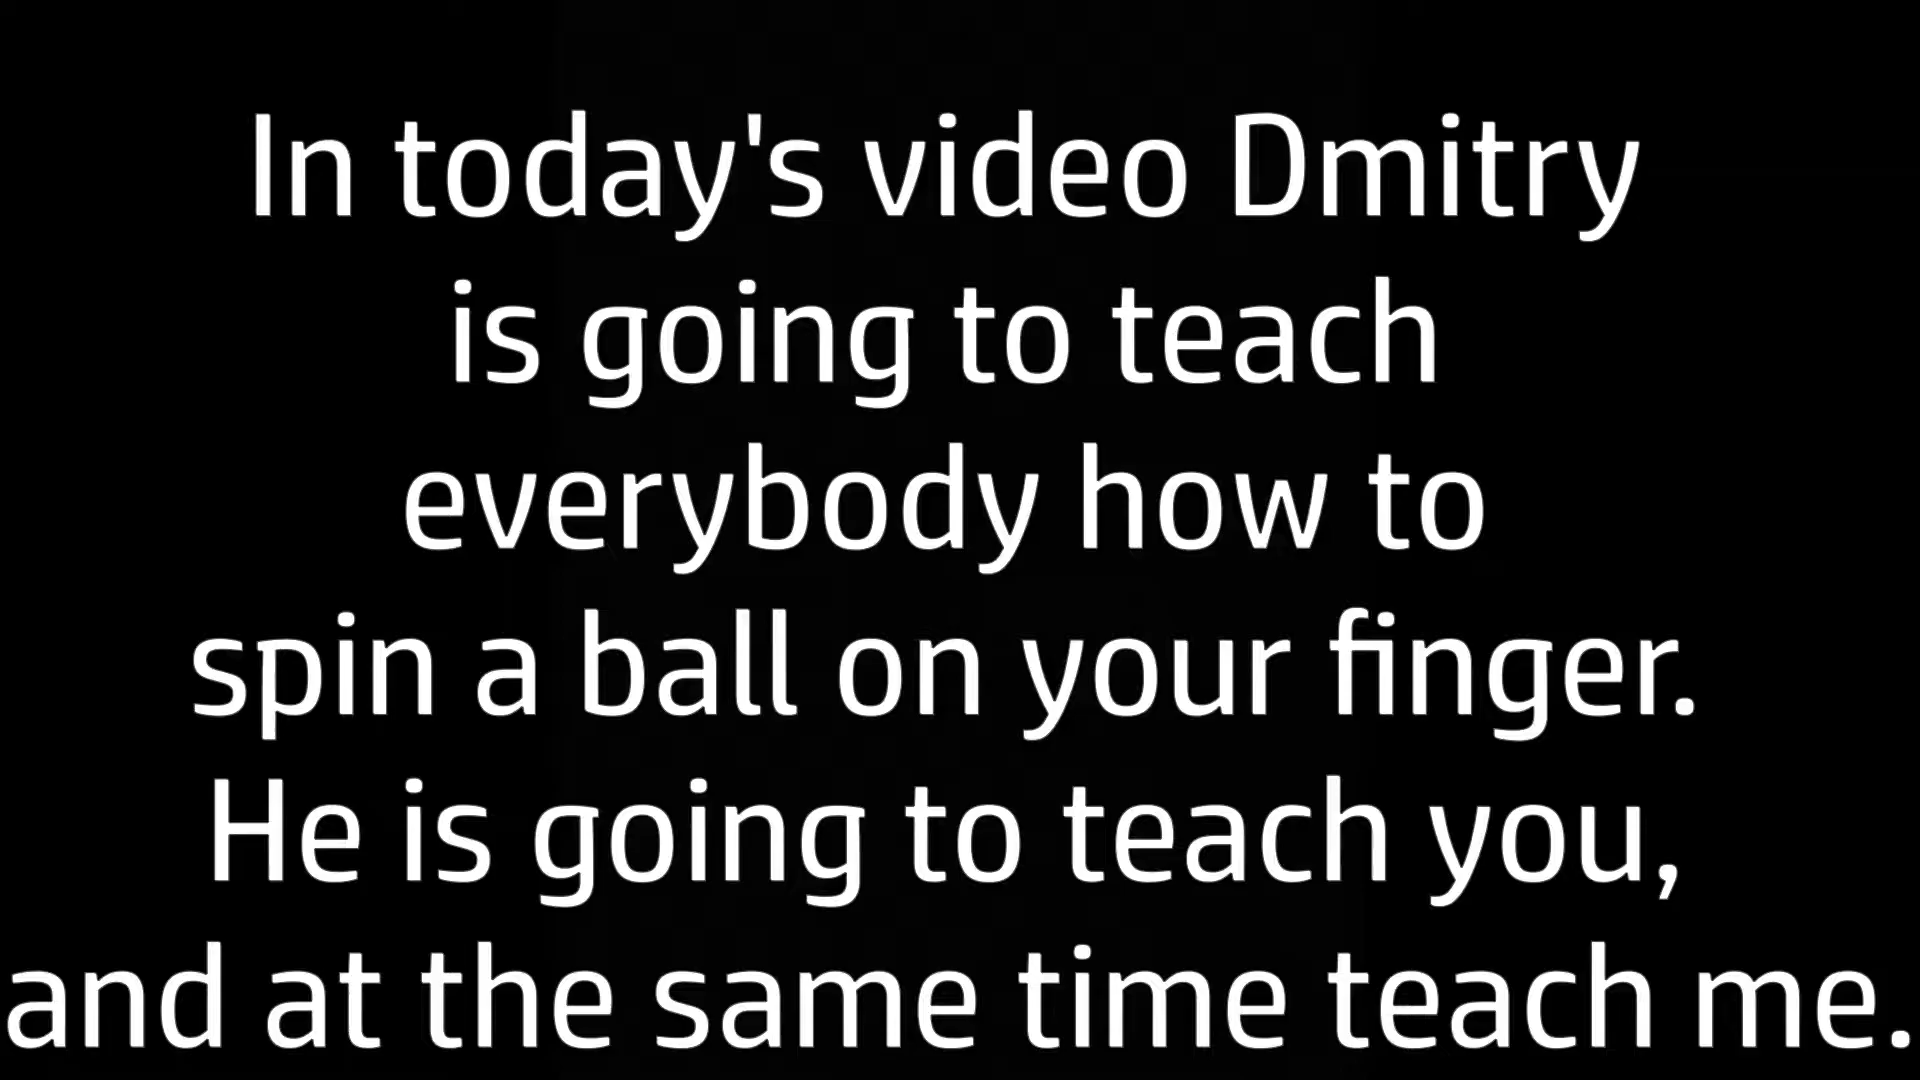 In today's video Dmitry
is going to teach
everybody how to
spin a ball on your finger.
He is going to teach you,
and at the same time teach me.